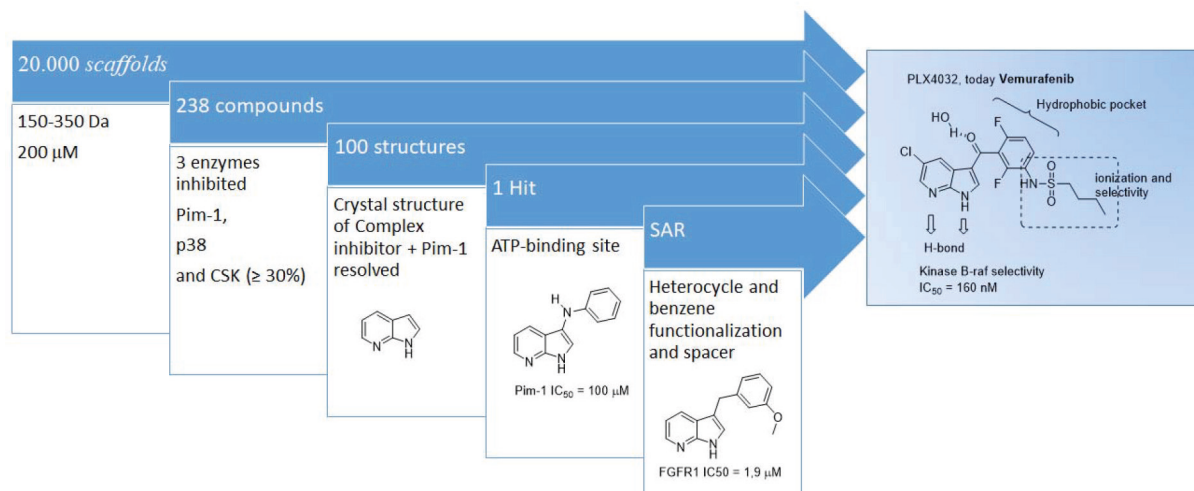 20.000 scaffolds
150-350 Da
200 µM
238 compounds
3 enzymes
inhibited
Pim-1,
p38
and CSK (≥ 30%)
100 structures
Crystal structure
of Complex
inhibitor + Pim-1
resolved
N
N
H
1 Hit
ATP-binding site
H
N
N
N
H
Pim-1 IC50 = 100 µM
SAR
Heterocycle and
benzene
functionalization
and spacer
O
N
N
H
FGFR1 IC50 = 1,9 µM
PLX4032, today Vemurafenib
Hydrophobic pocket
HO
H
O
F
Cl
F
HN
O
S
O
ionization and
selectivity
N
N
H
H-bond
Kinase B-raf selectivity
IC50 = 160 nM